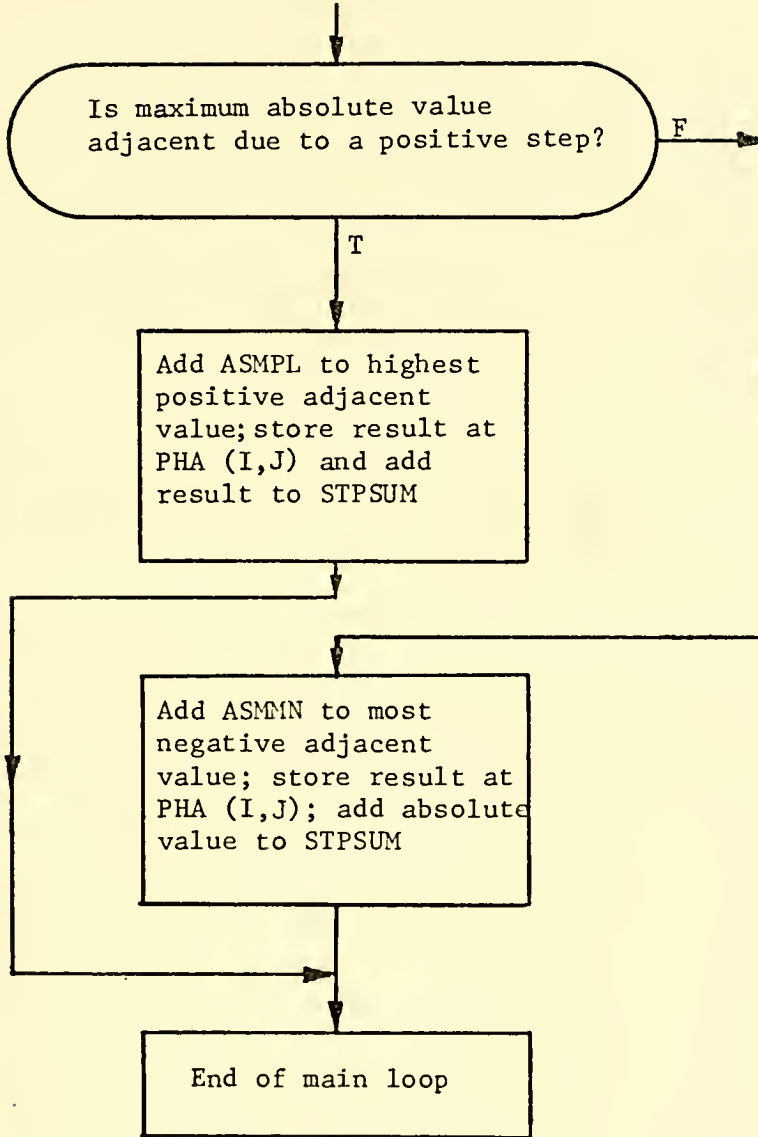 Is maximum absolute value
adjacent due to a positive step?
F
T
Add ASMPL to highest
positive adjacent
value; store result at
PHA (I,J) and add
result to STPSUM
Add ASMMN to most
negative adjacent
value; store result at
PHA (I,J); add absolute
value to STPSUM
End of main loop